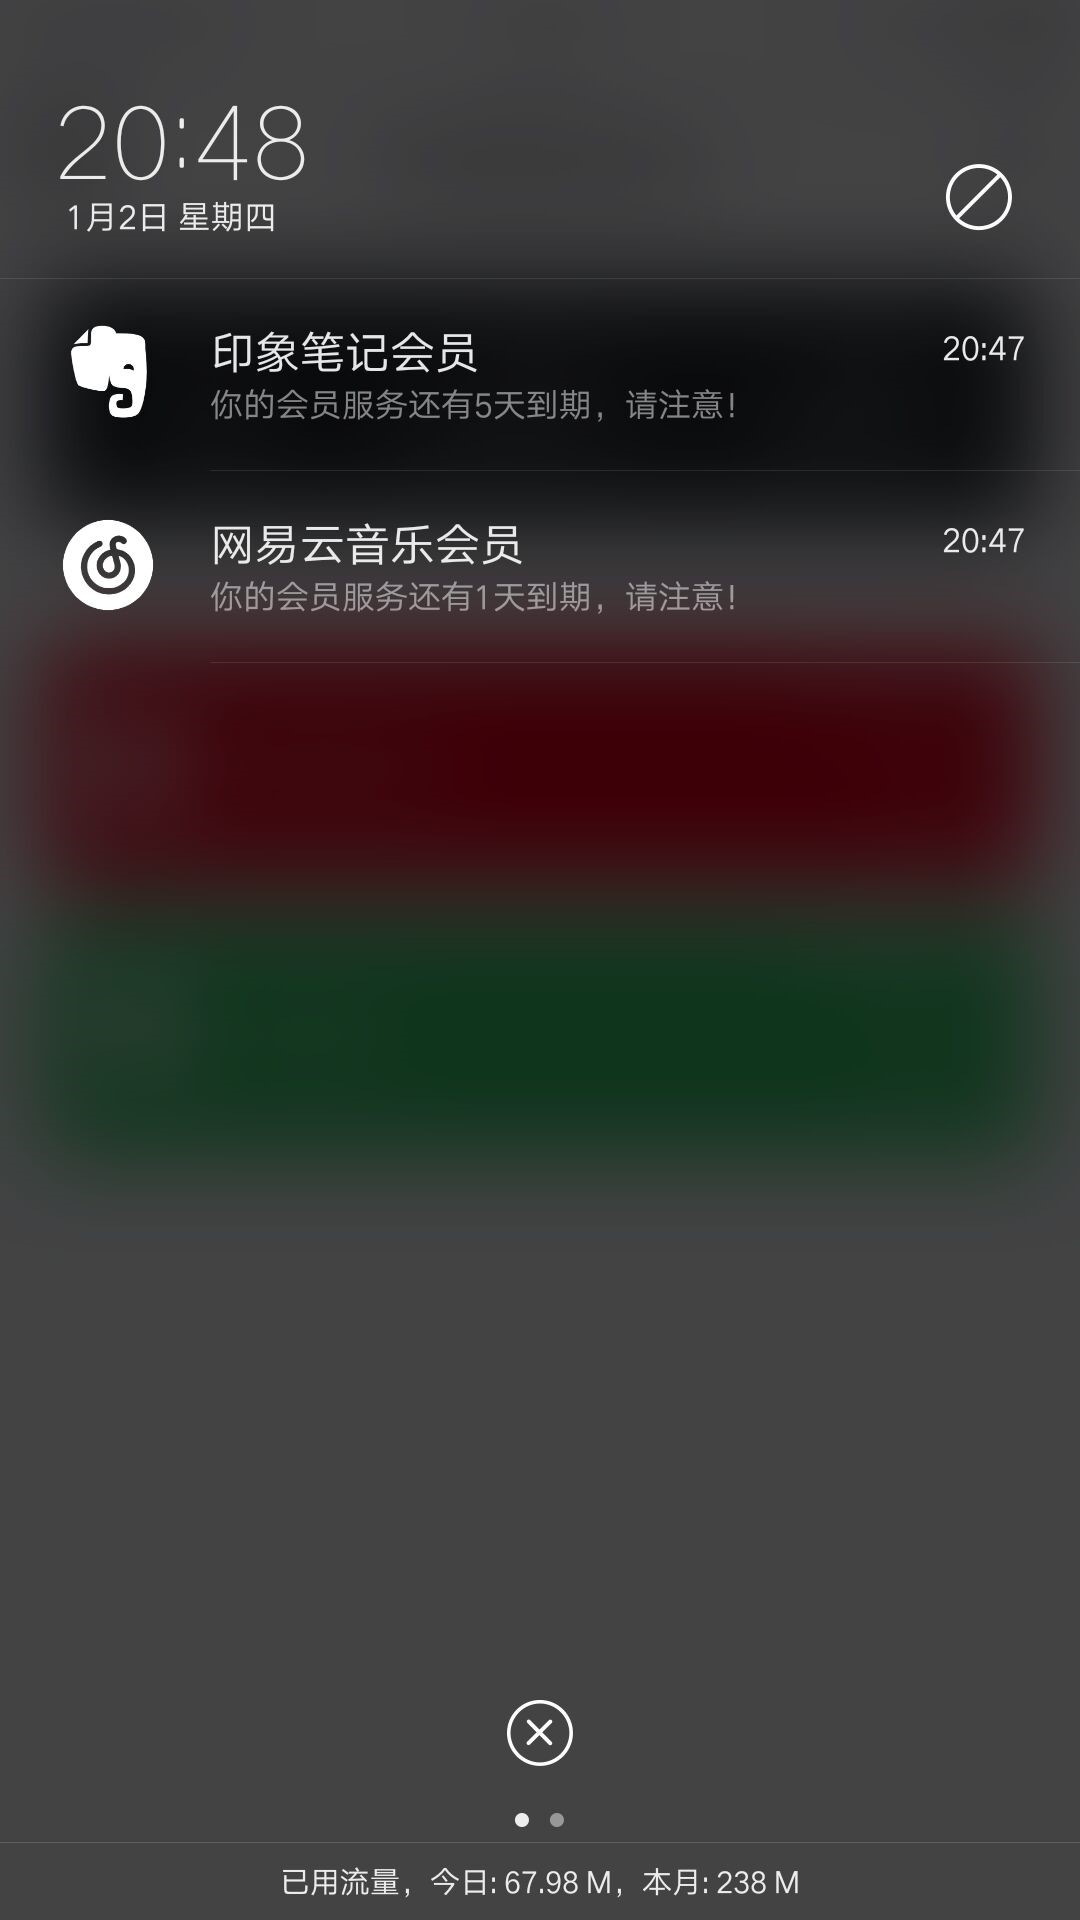 20:48
1月2日 星期四
印象笔记会员
20:47
你的会员服务还有5天到期，请注意！
网易云音乐会员
20:47
你的会员服务还有1天到期，请注意！
已用流量，今日: 67.98 M，本月: 238 M